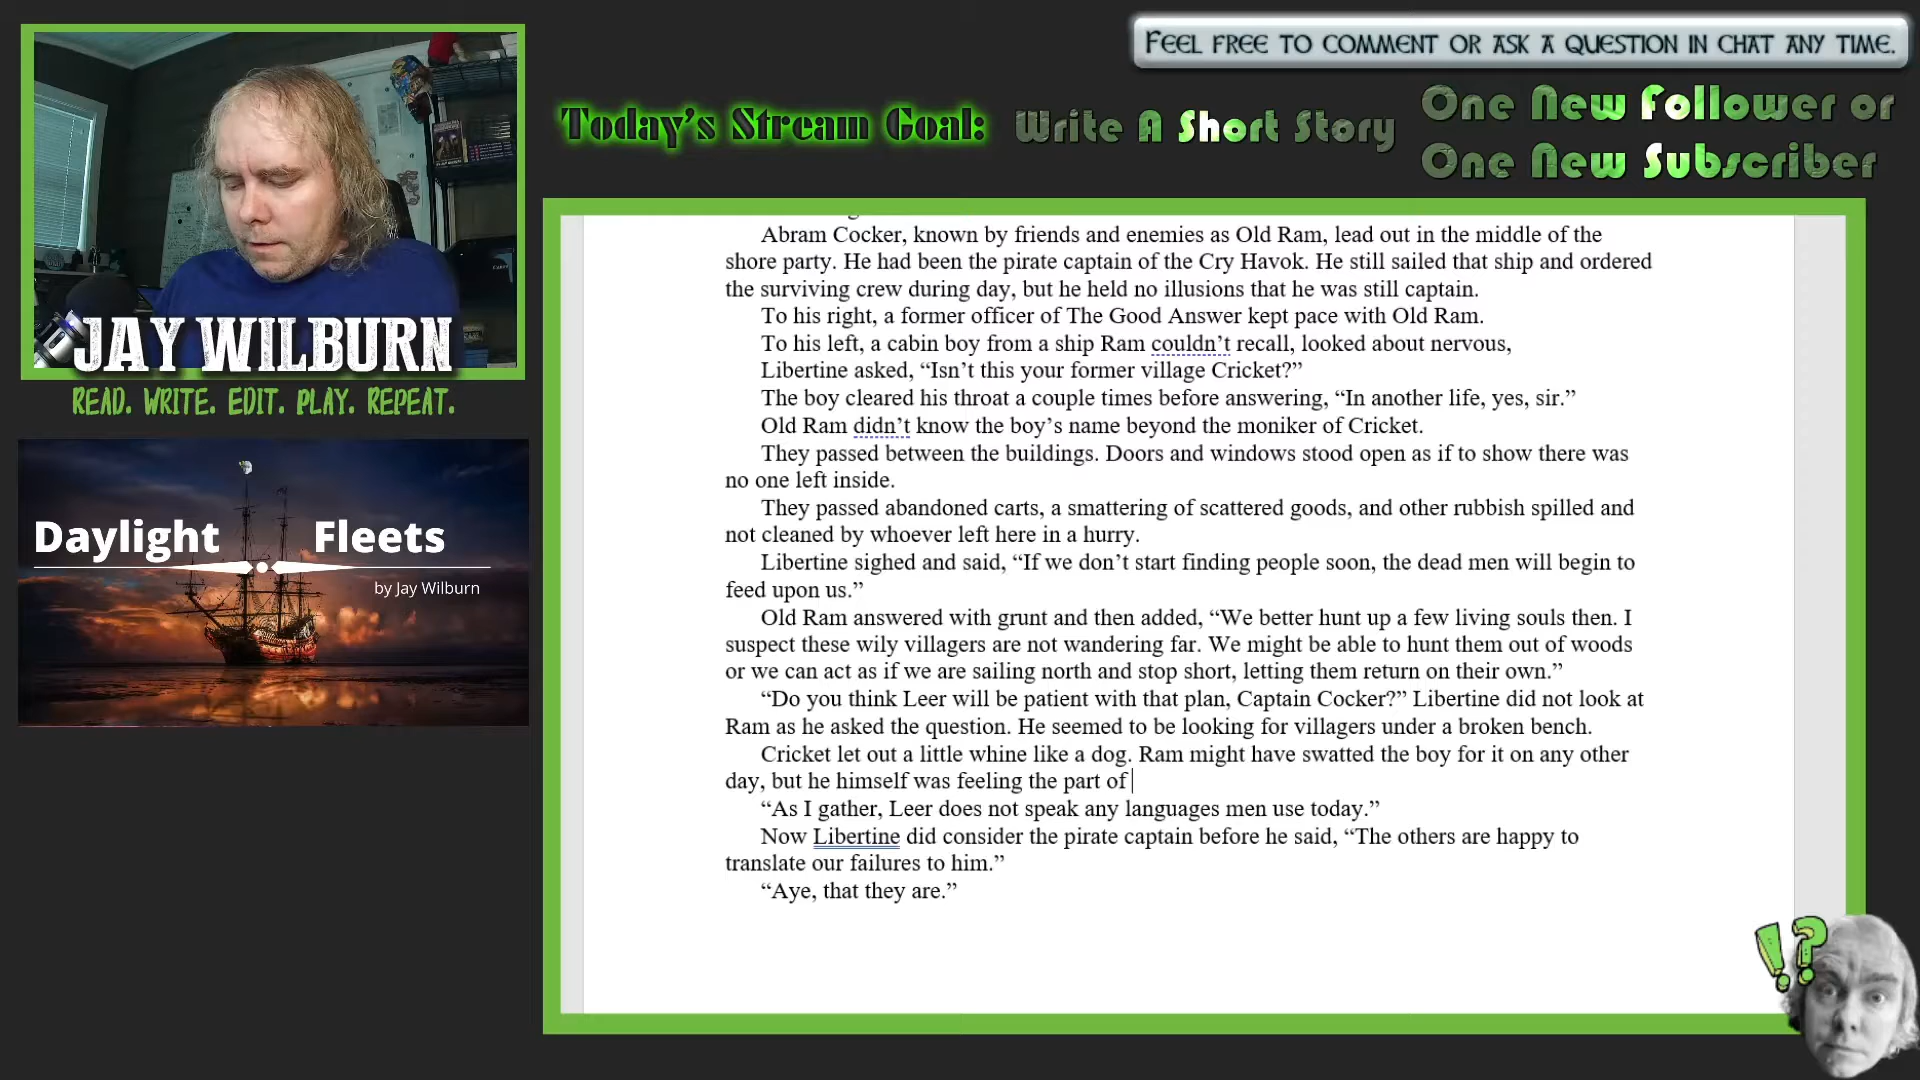 FEEL FREE TO COMMENT OR ASK A QUESTION IN CHAT ANY TIME.
Today's Stream Goal:
Write A Short Story
One New Follower or
One New Subscriber
JAY WILBURN
READ. WRITE. EDIT. PLAY. REPEAT.
Daylight Fleets
by Jay Wilburn
Abram Cocker, known by friends and enemies as Old Ram, lead out in the middle of the
shore party. He had been the pirate captain of the Cry Havok. He still sailed that ship and ordered
the surviving crew during day, but he held no illusions that he was still captain.
To his right, a former officer of The Good Answer kept pace with Old Ram.
To his left, a cabin boy from a ship Ram couldn’t recall, looked about nervous,
Libertine asked, “Isn’t this your former village Cricket?”
The boy cleared his throat a couple times before answering, “In another life, yes, sir.”
Old Ram didn’t know the boy’s name beyond the moniker of Cricket.
They passed between the buildings. Doors and windows stood open as if to show there was
no one left inside.
They passed abandoned carts, a smattering of scattered goods, and other rubbish spilled and
not cleaned by whoever left here in a hurry.
Libertine sighed and said, “If we don’t start finding people soon, the dead men will begin to
feed upon us.”
Old Ram answered with grunt and then added, “We better hunt up a few living souls then. I
suspect these wily villagers are not wandering far. We might be able to hunt them out of woods
or we can act as if we are sailing north and stop short, letting them return on their own.”
“Do you think Leer will be patient with that plan, Captain Cocker?” Libertine did not look at
Ram as he asked the question. He seemed to be looking for villagers under a broken bench.
Cricket let out a little whine like a dog. Ram might have swatted the boy for it on any other
day, but he himself was feeling the part of
“As I gather, Leer does not speak any languages men use today.”
Now Libertine did consider the pirate captain before he said, “The others are happy to
translate our failures to him.”
“Aye, that they are.”
!?